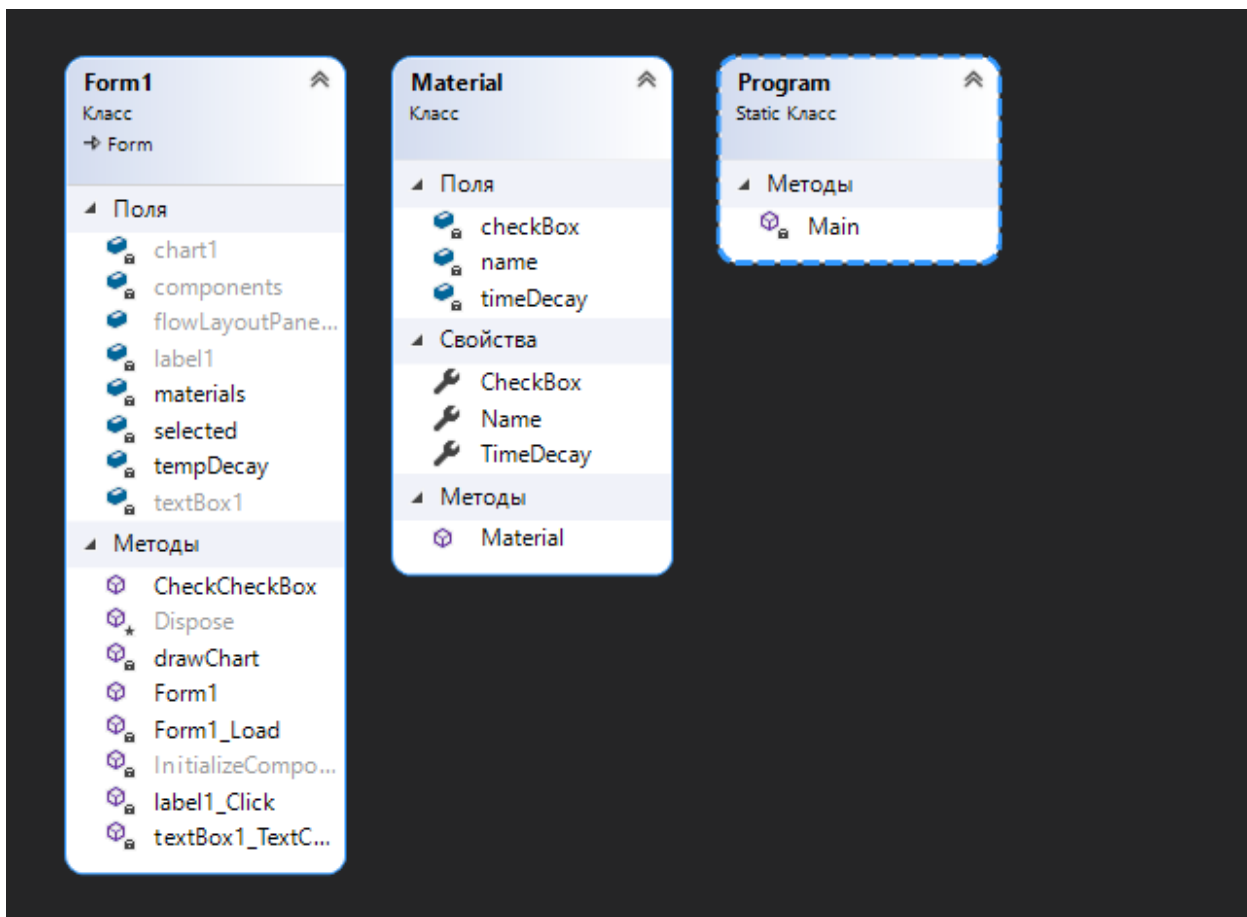 Form1
Класс
Form
Поля
chart1
components
flowLayoutPane...
label1
materials
selected
tempDecay
textBox1
Методы
CheckCheckBox
Dispose
drawChart
Form1
Form1_Load
InitializeCompo...
label1_Click
textBox1_TextC...
Material
Класс
Поля
checkBox
name
timeDecay
Свойства
CheckBox
Name
TimeDecay
Методы
Material
Program
Static Класс
Методы
Main